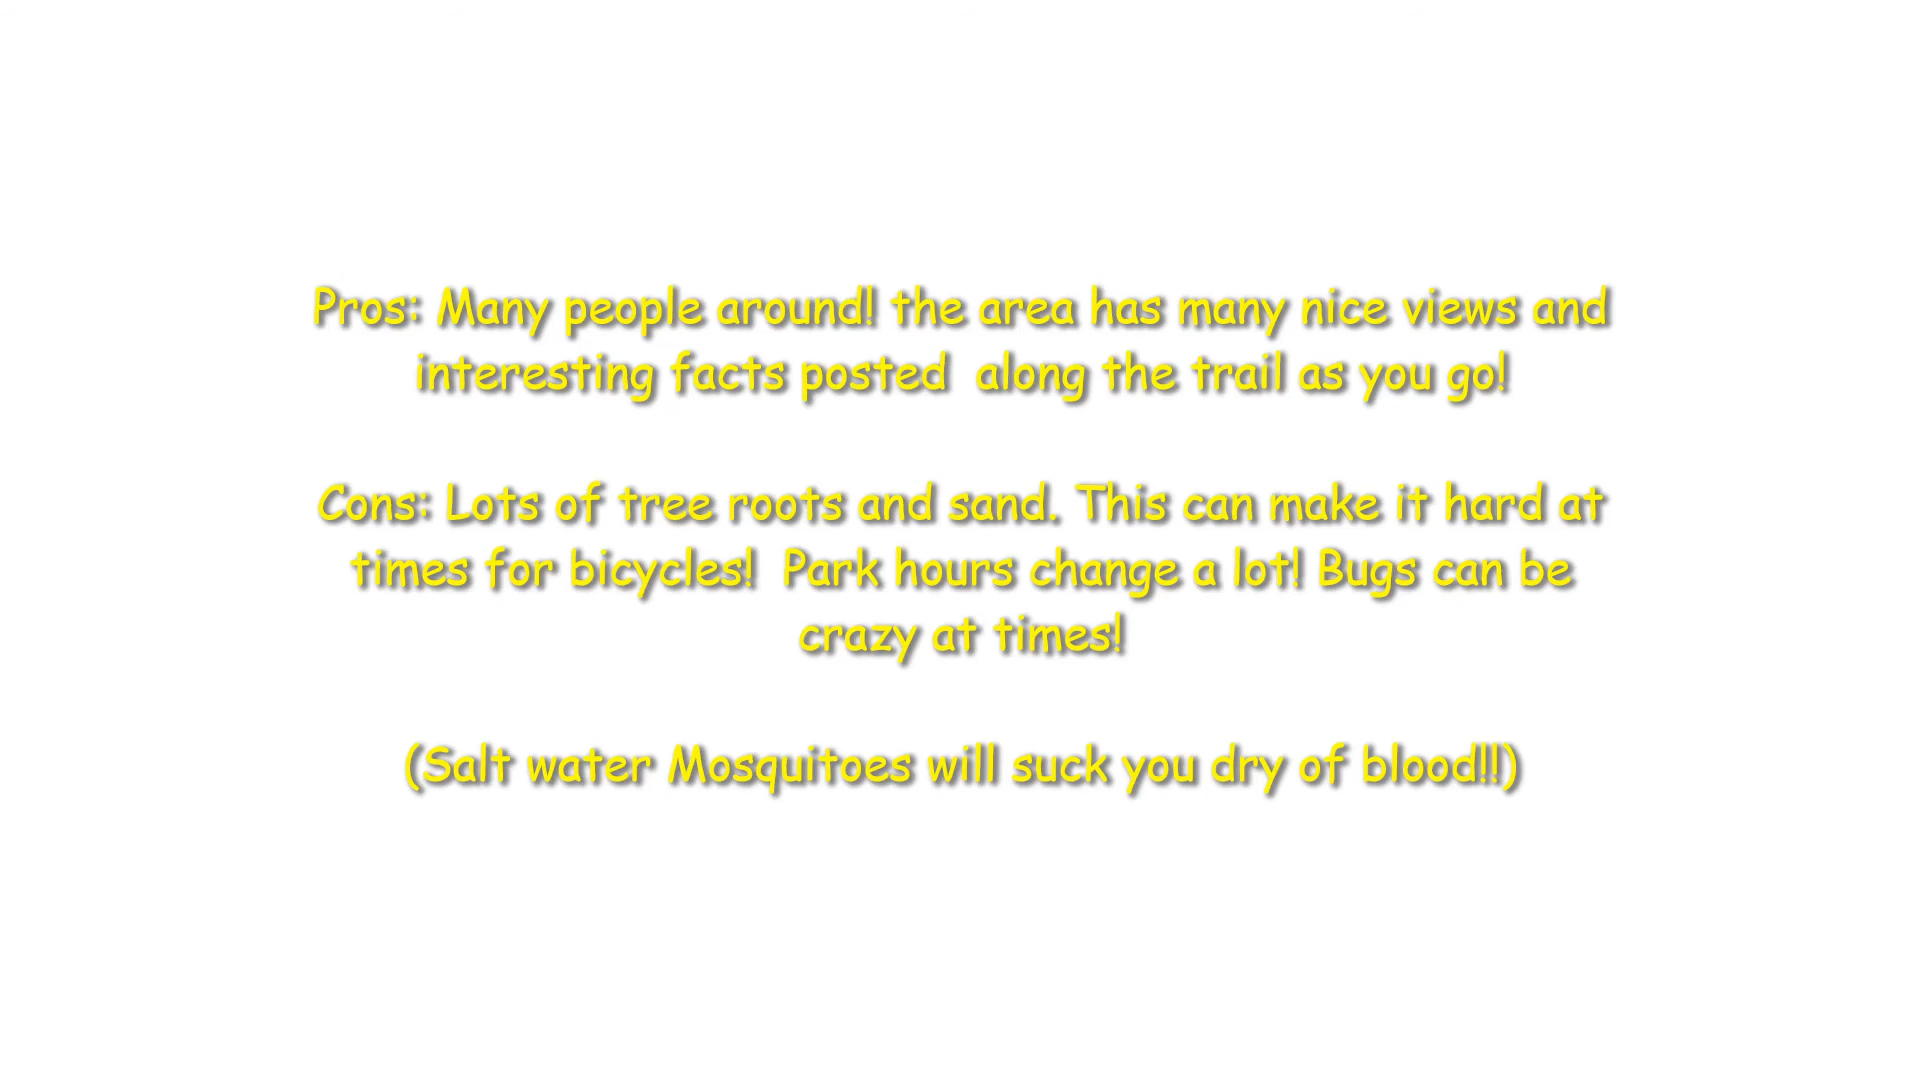 Pros: Many people around! the area has many nice views and
interesting facts posted  along the trail as you go!
Cons: Lots of tree roots and sand. This can make it hard at
times for bicycles!  Park hours change a lot! Bugs can be
crazy at times!
(Salt water Mosquitoes will suck you dry of blood!!)